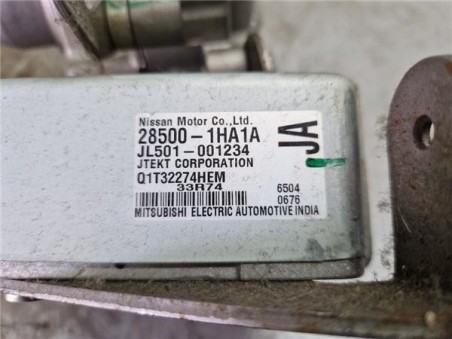 Nissan Motor Co.,Ltd.
28500-1HA1A
JL501-001234
JTEKT CORPORATION
Q1T32274HEM
33R74
6504
0676
MITSUBISHI ELECTRIC AUTOMOTIVE INDIA
JA